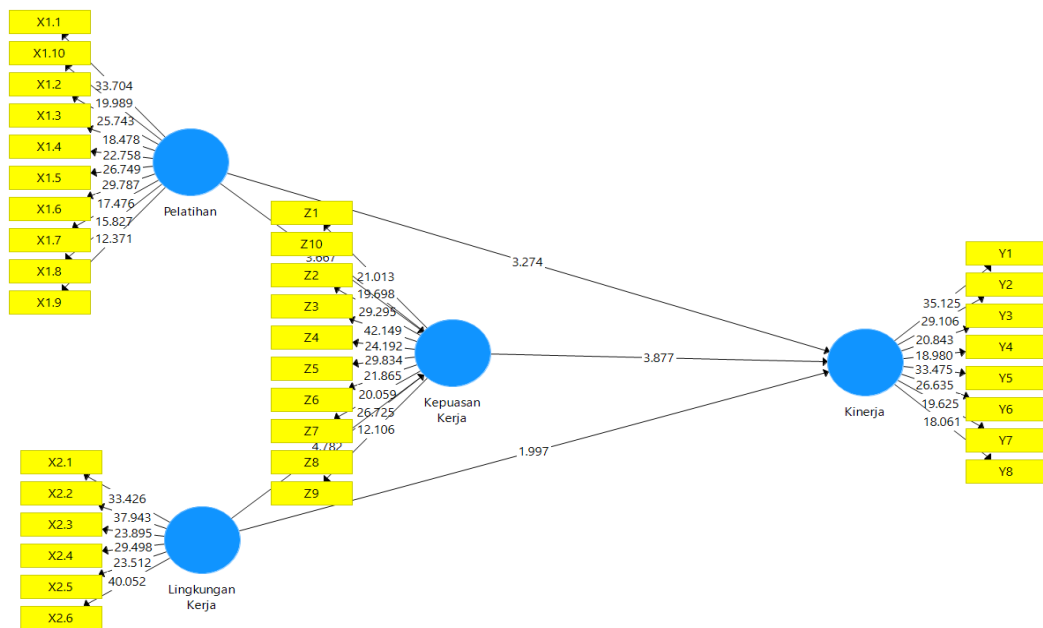 X1.1
X1.10
X1.2
X1.3
X1.4
X1.5
X1.6
X1.7
X1.8
X1.9
33.704
19.989
25.743
18.478
22.758
26.749
29.787
17.476
15.827
12.371
Pelatihan
Z1
Z10
Z2
Z3
Z4
Z5
Z6
Z7
Z8
Z9
3.667
21.013
19.698
29.295
42.149
24.192
29.834
21.865
20.059
26.725
12.106
4.782
Kepuasan
Kerja
3.274
3.877
1.997
X2.1
X2.2
X2.3
X2.4
X2.5
X2.6
33.426
37.943
23.895
29.498
23.512
40.052
Lingkungan
Kerja
Kinerja
35.125
29.106
20.843
18.980
33.475
26.635
19.625
18.061
Y1
Y2
Y3
Y4
Y5
Y6
Y7
Y8